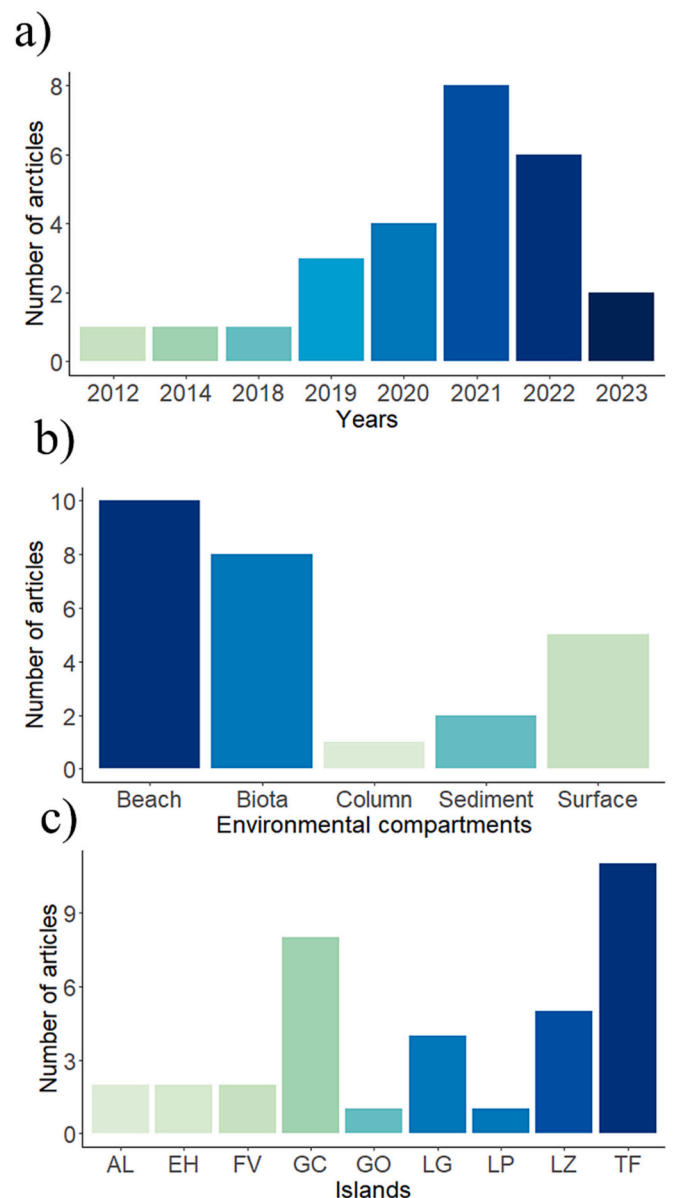 a)
Number of arcticles
8
6
4
2
0
2012 2014 2018 2019 2020 2021 2022 2023
Years
b)
Number of articles
10
8
6
4
2
0
Beach Biota Column Sediment Surface
Environmental compartments
c)
Number of articles
9
6
3
0
AL EH FV GC GO LG LP LZ TF
Islands